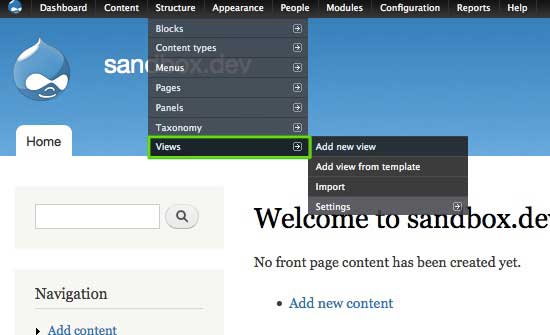 Dashboard Content Structure Appearance People Modules Configuration Reports Help
Blocks
Content types
sandbox.dev
Menus
Pages
Panels
Taxonomy
Home
Views
Add new view
Add view from template
Import
Settings
Welcome to sandbox.dev
No front page content has been created yet.
Navigation
• Add new content
Add content